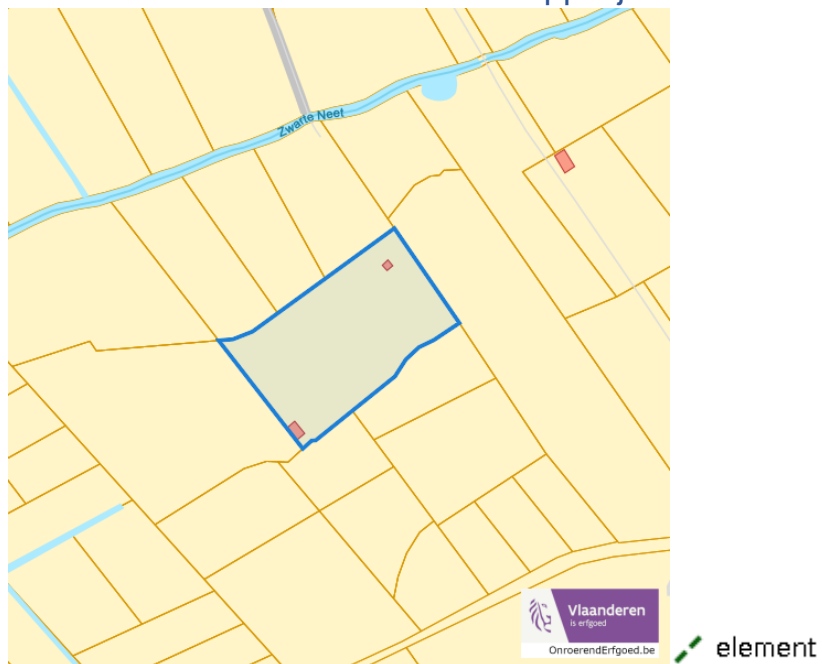 Zwarte Neet
Vlaanderen
is erfgoed
OnroerendErfgoed.be
element